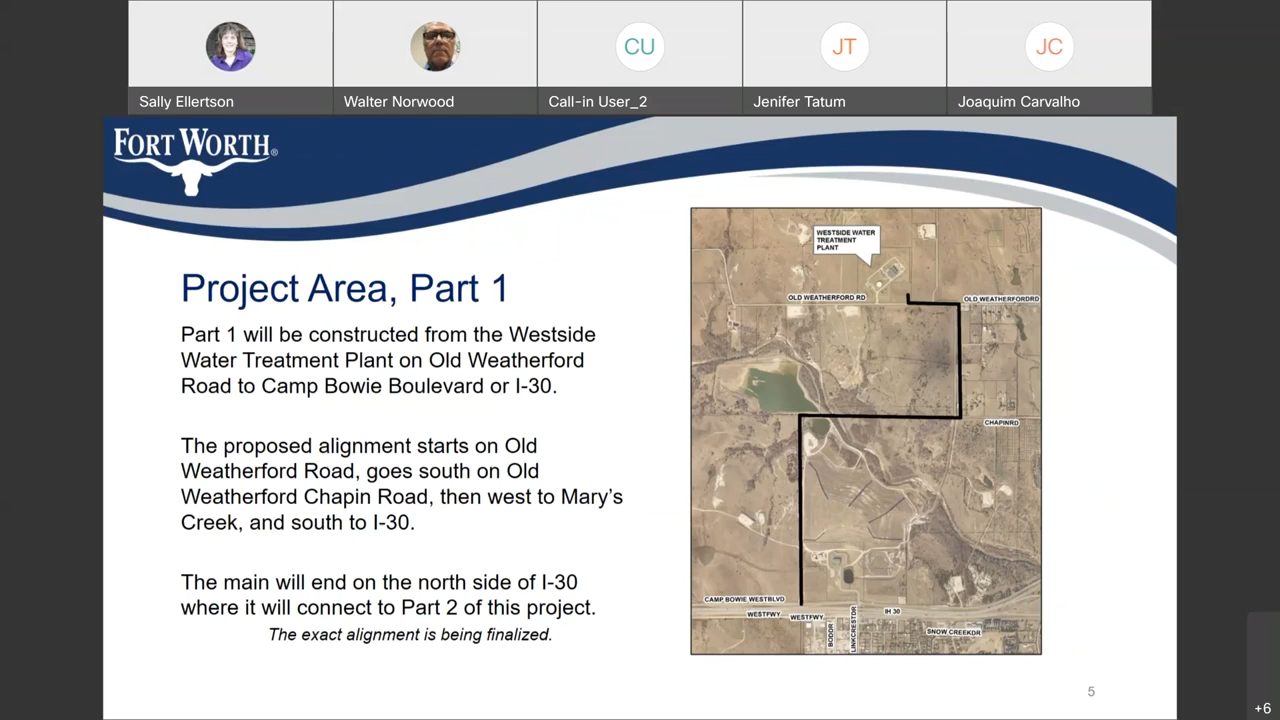 CU
JT
JC
Sally Ellertson
Walter Norwood
Call-in User_2
Jenifer Tatum
Joaquim Carvalho
FORT WORTH®
Project Area, Part 1
Part 1 will be constructed from the Westside
Water Treatment Plant on Old Weatherford
Road to Camp Bowie Boulevard or I-30.
The proposed alignment starts on Old
Weatherford Road, goes south on Old
Weatherford Chapin Road, then west to Mary's
Creek, and south to I-30.
The main will end on the north side of I-30
where it will connect to Part 2 of this project.
The exact alignment is being finalized.
WESTSIDE WATER
TREATMENT
PLANT
OLD WEATHERFORD RD
OLD WEATHERFORDRD
CHAPINRD
CAMP BOWIE WESTBLVD
WESTFWY
WESTFWY
IH 30
BODDR
LINKCRESTDR
SNOW CREEKDR
5
+6